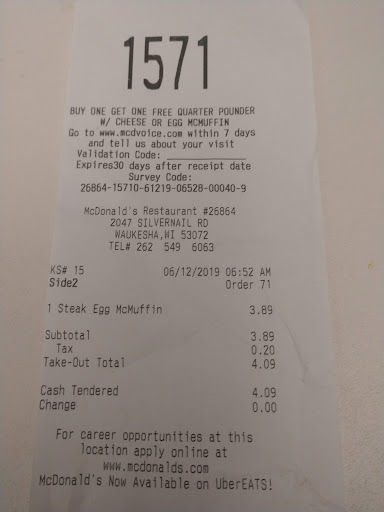 1571
BUY ONE GET ONE FREE QUARTER POUNDER
W/ CHEESE OR EGG MCMUFFIN
Go to www.mcdvoice.com within 7 days
and tell us about your visit
Validation Code: ____________
Expires30 days after receipt date
Survey Code:
26864-15710-61219-06528-00040-9
McDonald's Restaurant #26864
2047 SILVERNAIL RD
WAUKESHA,WI 53072
TEL# 262 549 6063
KS# 15 06/12/2019 06:52 AM
Side2 Order 71
1 Steak Egg McMuffin 3.89
Subtotal 3.89
Tax 0.20
Take-Out Total 4.09
Cash Tendered 4.09
Change 0.00
For career opportunities at this
location apply online at
www.mcdonalds.com
McDonald's Now Available on UberEATS!